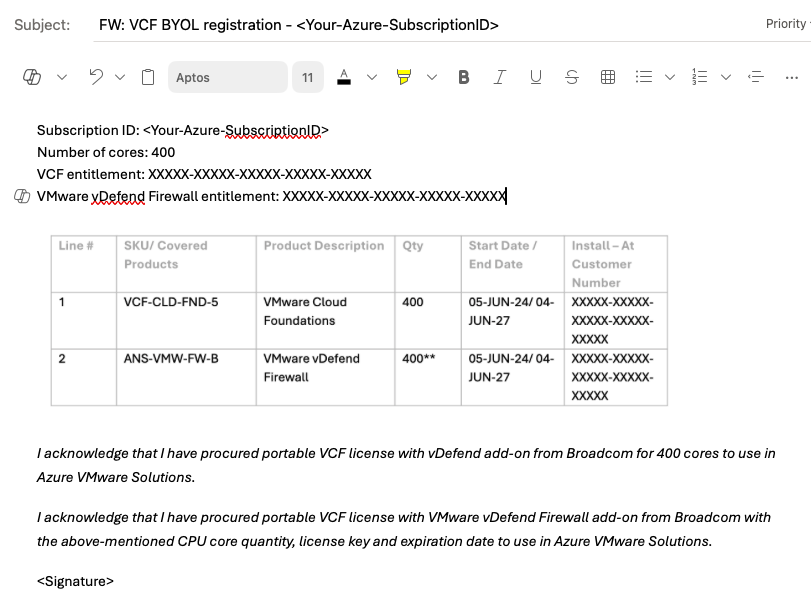 Subject: FW: VCF BYOL registration - <Your-Azure-SubscriptionID>
Priority
Aptos 11 A B I U S
Subscription ID: <Your-Azure-SubscriptionID>
Number of cores: 400
VCF entitlement: XXXXX-XXXXX-XXXXX-XXXXX-XXXXX
VMware vDefend Firewall entitlement: XXXXX-XXXXX-XXXXX-XXXXX-XXXXX
Line # SKU/ Covered Product Description Qty Start Date / Install – At
Products End Date Customer
Number
1 VCF-CLD-FND-5 VMware Cloud 400 05-JUN-24/ 04- XXXXX-XXXXX-
Foundations JUN-27 XXXXX-XXXXX-
XXXXX
2 ANS-VMW-FW-B VMware vDefend 400** 05-JUN-24/ 04- XXXXX-XXXXX-
Firewall JUN-27 XXXXX-XXXXX-
XXXXX
I acknowledge that I have procured portable VCF license with vDefend add-on from Broadcom for 400 cores to use in
Azure VMware Solutions.
I acknowledge that I have procured portable VCF license with VMware vDefend Firewall add-on from Broadcom with
the above-mentioned CPU core quantity, license key and expiration date to use in Azure VMware Solutions.
<Signature>